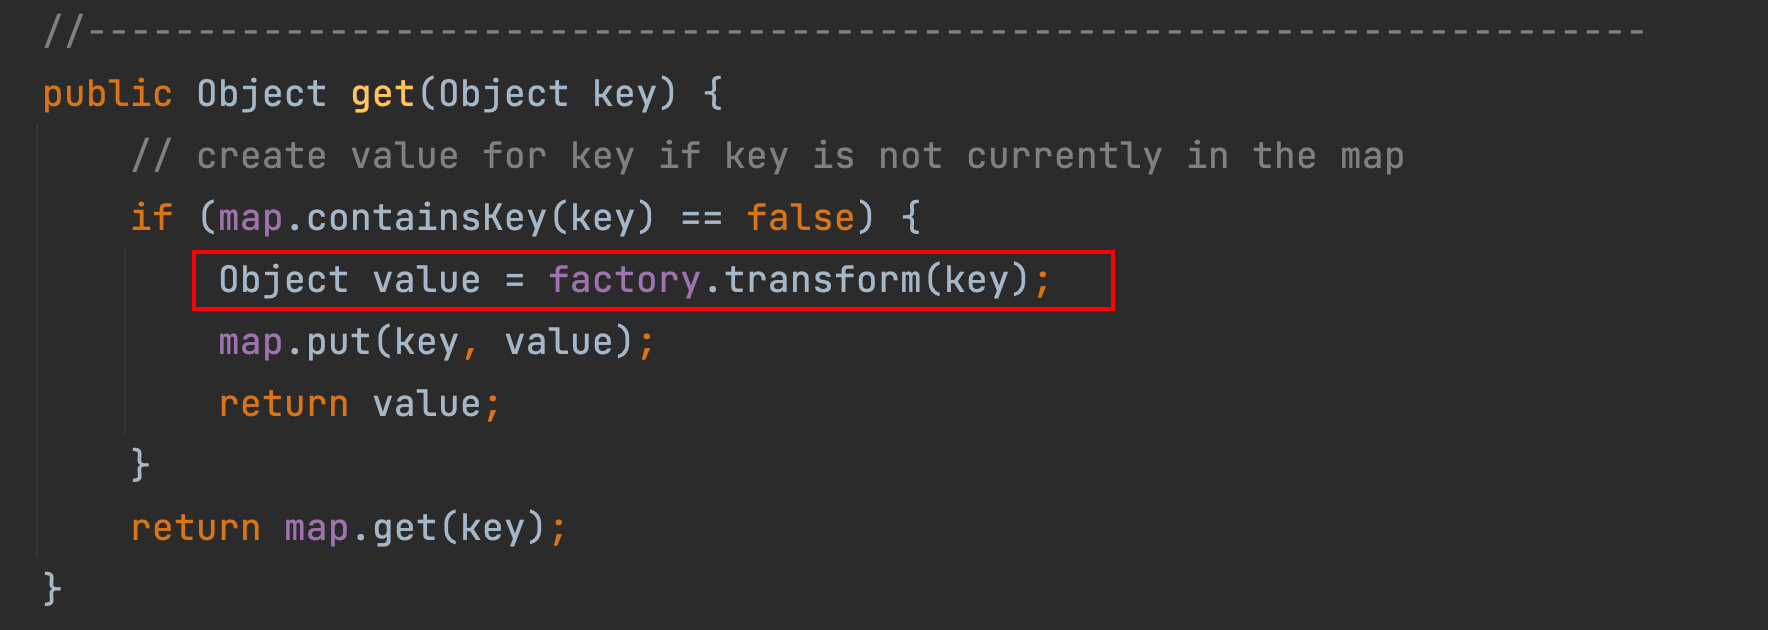 //-----------------------------------------------------------------------
public Object get(Object key) {
// create value for key if key is not currently in the map
if (map.containsKey(key) == false) {
Object value = factory.transform(key);
map.put(key, value);
return value;
}
return map.get(key);
}